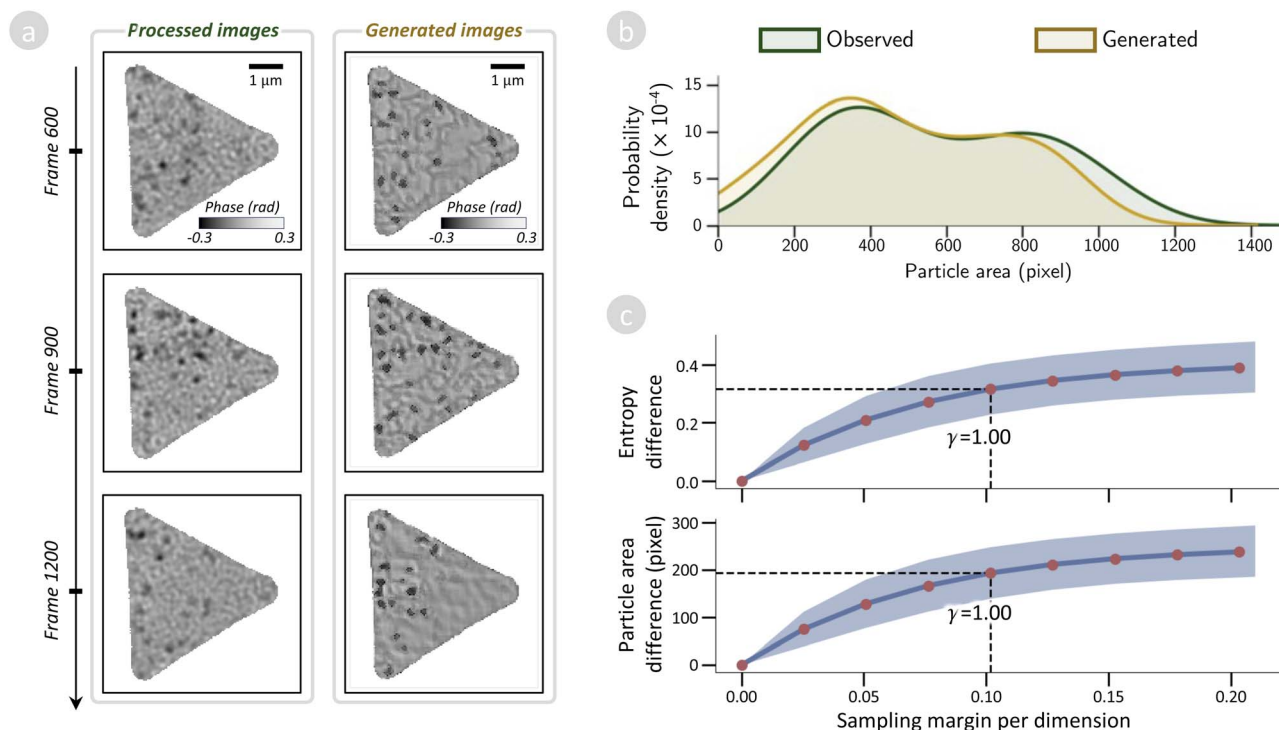 a
Processed images
Generated images
Frame 600
1 μm
1 μm
Phase (rad)
-0.3
0.3
Phase (rad)
-0.3
0.3
Frame 900
Frame 1200
b
Observed
Generated
Probability
density (× 10⁻⁴)
15
10
5
0
0
200
400
600
800
1000
1200
1400
Particle area (pixel)
c
Entropy
difference
0.4
0.2
0.0
γ=1.00
Particle area
difference (pixel)
300
200
100
0
γ=1.00
0.00
0.05
0.10
0.15
0.20
Sampling margin per dimension